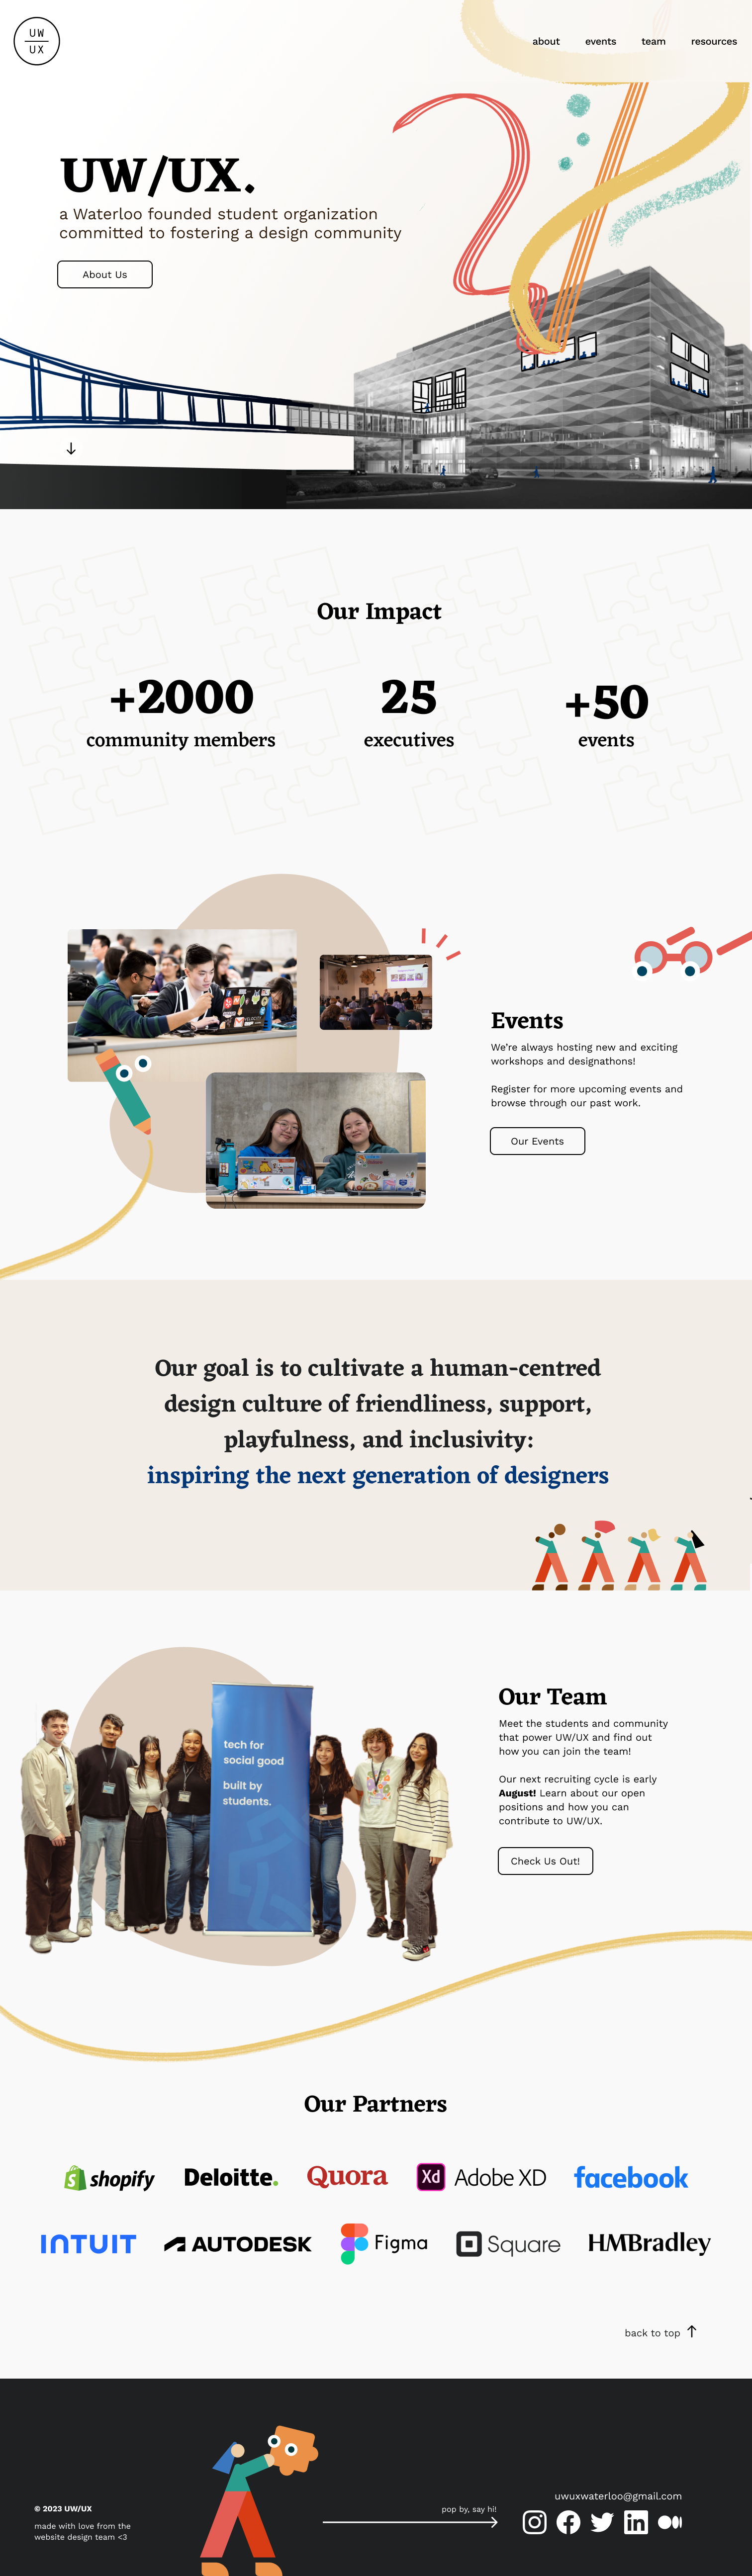 UW
UX
about events team resources
UW/UX.
a Waterloo founded student organization
committed to fostering a design community
About Us
Our Impact
+2000 25 +50
community members executives events
Events
We're always hosting new and exciting
workshops and designathons!
Register for more upcoming events and
browse through our past work.
Our Events
Our goal is to cultivate a human-centred
design culture of friendliness, support,
playfulness, and inclusivity:
inspiring the next generation of designers
tech for
social good
built by
students.
Our Team
Meet the students and community
that power UW/UX and find out
how you can join the team!
Our next recruiting cycle is early
August! Learn about our open
positions and how you can
contribute to UW/UX.
Check Us Out!
Our Partners
shopify Deloitte. Quora Xd Adobe XD facebook
INTUIT AUTODESK Figma Square HMBradley
back to top
© 2023 UW/UX
made with love from the
website design team <3
pop by, say hi!
uwuxwaterloo@gmail.com